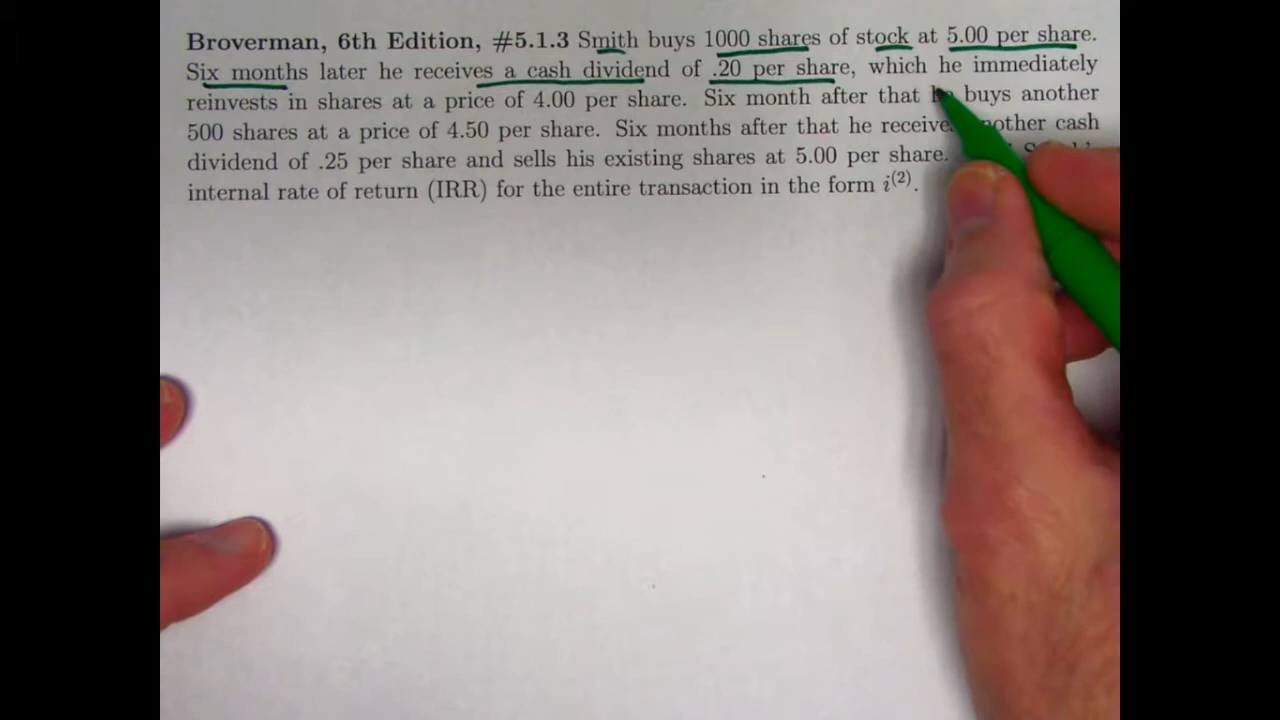 Broverman, 6th Edition, #5.1.3 Smith buys 1000 shares of stock at 5.00 per share.
Six months later he receives a cash dividend of .20 per share, which he immediately
reinvests in shares at a price of 4.00 per share. Six month after that buys another
500 shares at a price of 4.50 per share. Six months after that he cash
dividend of .25 per share and sells his existing shares at 5.00 per share.
internal rate of return (IRR) for the entire transaction in the form i⁽²⁾.